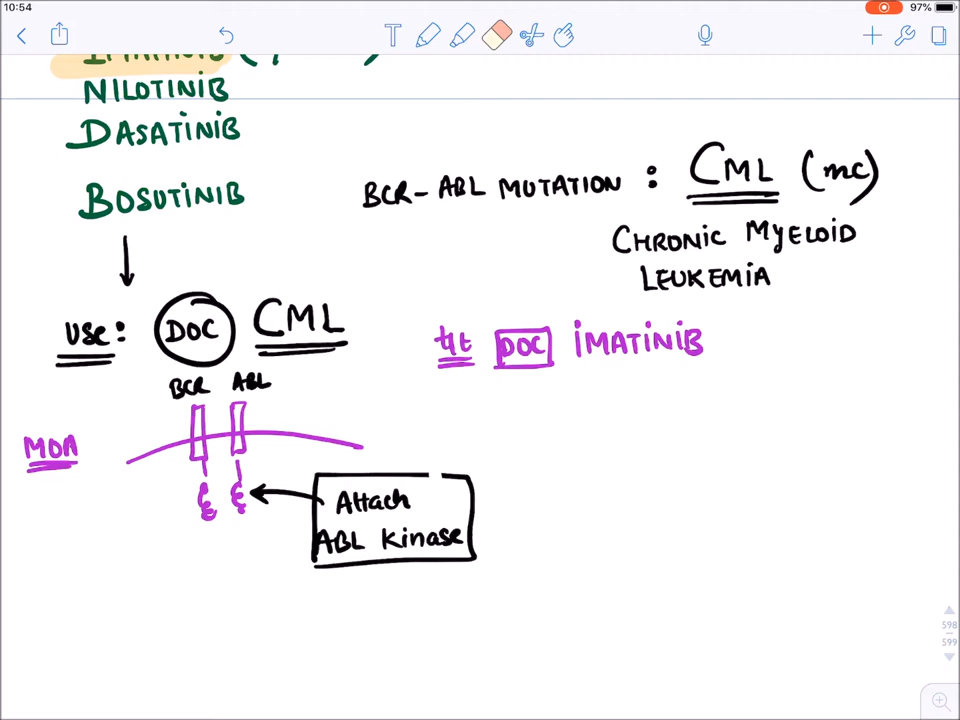 10:54
97%
T
IMATINIB
NILOTINIB
DASATINIB
BOSUTINIB
BCR-ABL MUTATION : CML (mc)
CHRONIC MYELOID
LEUKEMIA
USE: DOC CML
DOC IMATINIB
BCR ABL
MOA
Attach
ABL Kinase
598
599